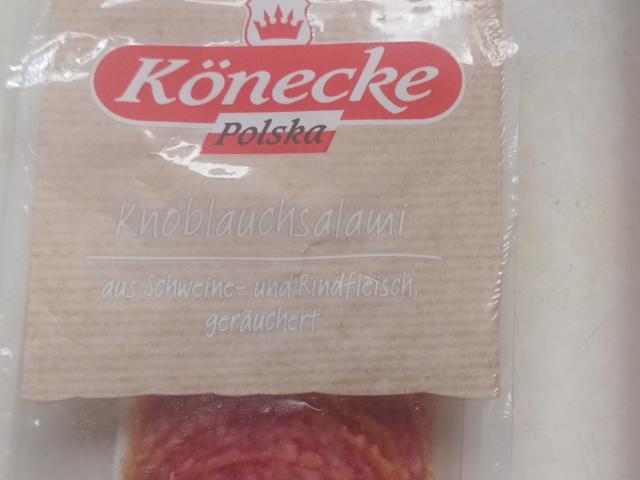 Könecke
Polska
Knoblauchsalami
aus Schweine- und Rindfleisch,
geräuchert